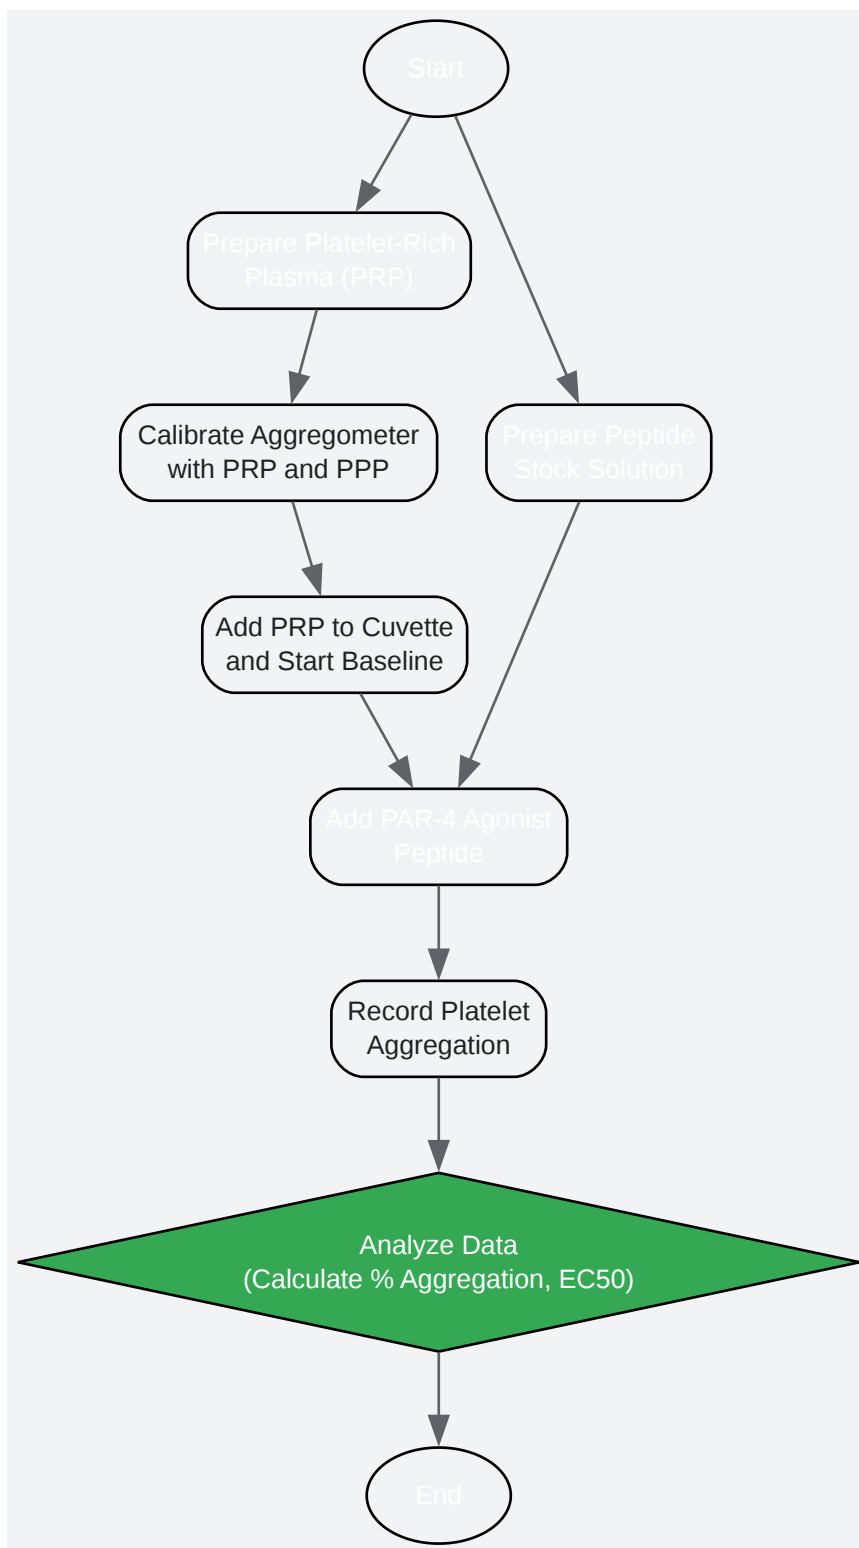 Start
Prepare Platelet-Rich
Plasma (PRP)
Calibrate Aggregometer
with PRP and PPP
Prepare Peptide
Stock Solution
Add PRP to Cuvette
and Start Baseline
Add PAR-4 Agonist
Peptide
Record Platelet
Aggregation
Analyze Data
(Calculate % Aggregation, EC50)
End